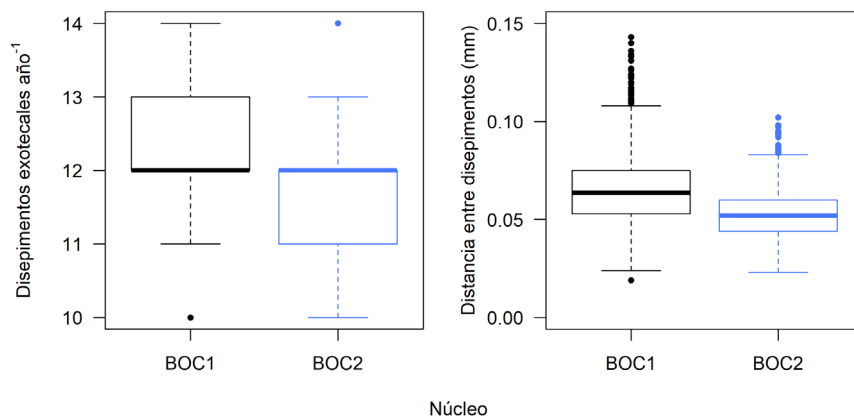 Disepimentos exotecales año⁻¹
14
13
12
11
10
BOC1 BOC2
Distancia entre disepimentos (mm)
0.15
0.10
0.05
0.00
BOC1 BOC2
Núcleo